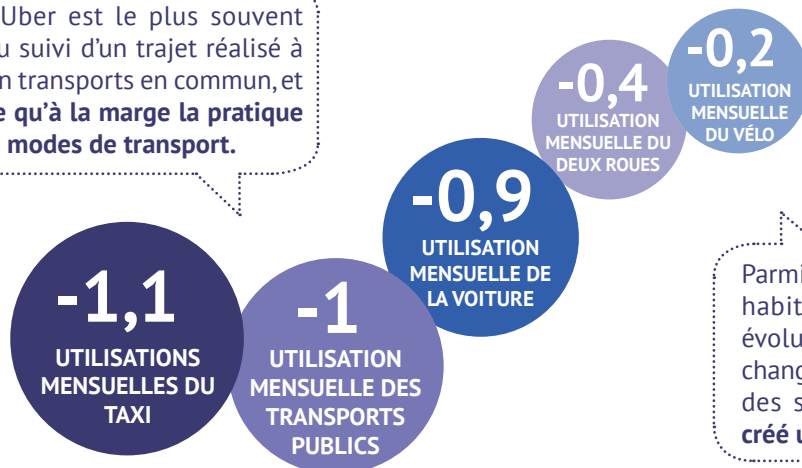 Uber est le plus souvent
suivi d'un trajet réalisé à
n transports en commun, et
qu'à la marge la pratique
modes de transport.
-0,2
UTILISATION
MENSUELLE
DU VÉLO
-0,4
UTILISATION
MENSUELLE DU
DEUX ROUES
-0,9
UTILISATION
MENSUELLE DE
LA VOITURE
-1,1
UTILISATIONS
MENSUELLES DU
TAXI
-1
UTILISATION
MENSUELLE DES
TRANSPORTS
PUBLICS
Parmi
habit
évolu
chang
des s
créé u